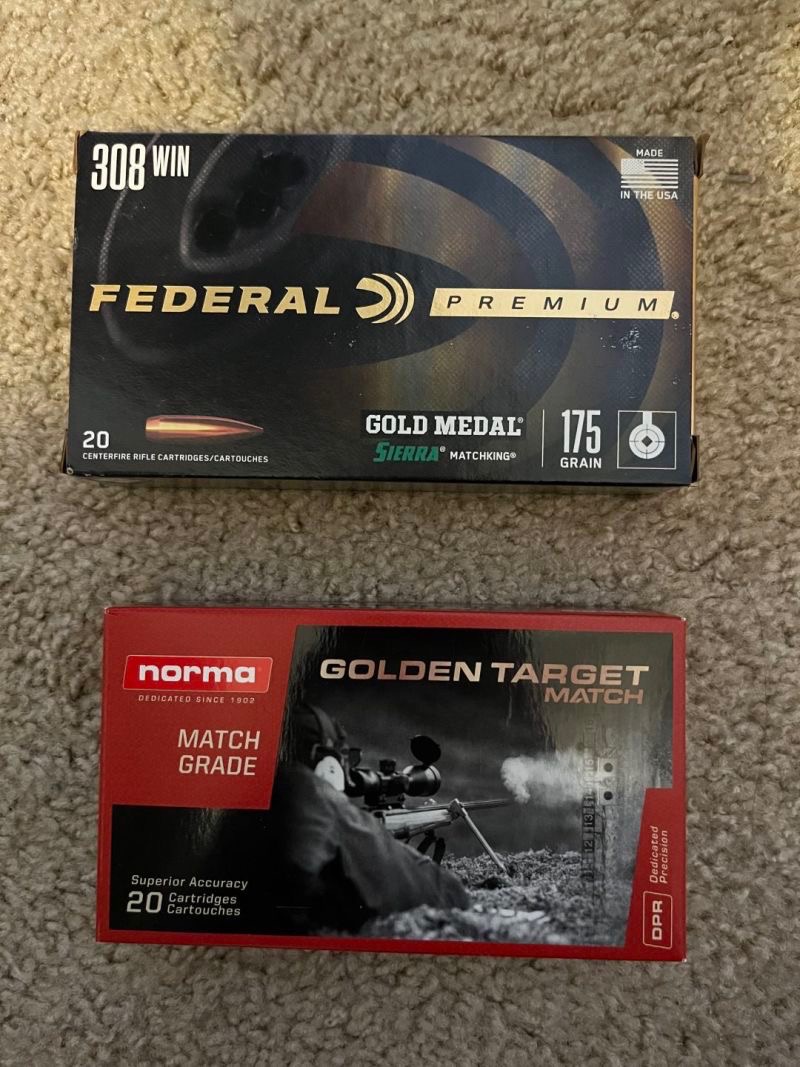 308 WIN
MADE
IN THE USA
FEDERAL PREMIUM®
20
CENTERFIRE RIFLE CARTRIDGES/CARTOUCHES
GOLD MEDAL®
SIERRA® MATCHKING®
175
GRAIN
norma
DEDICATED SINCE 1902
GOLDEN TARGET
MATCH
MATCH
GRADE
Superior Accuracy
20 Cartridges
Cartouches
DPR Dedicated
Precision